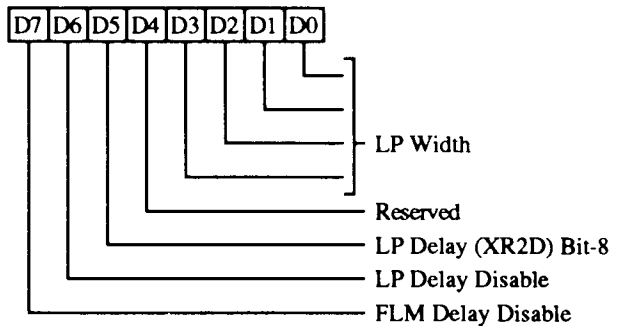 D7 D6 D5 D4 D3 D2 D1 D0
LP Width
Reserved
LP Delay (XR2D) Bit-8
LP Delay Disable
FLM Delay Disable